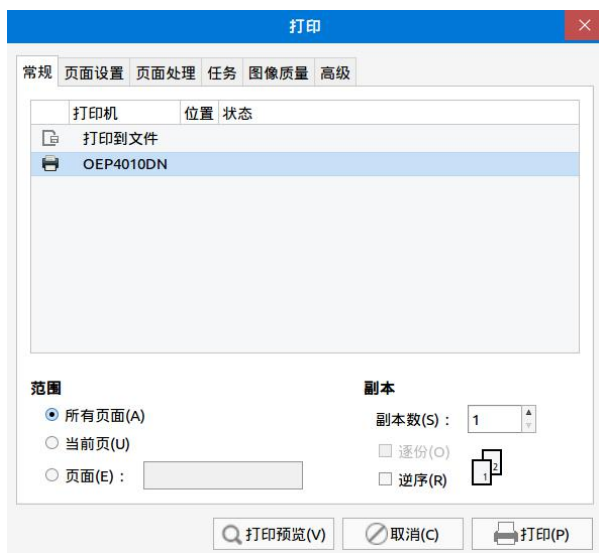 打印
常规 页面设置 页面处理 任务 图像质量 高级
打印机 位置 状态
打印到文件
OEP4010DN
范围
所有页面(A)
当前页(U)
页面(E)：
副本
副本数(S)： 1
逐份(O)
逆序(R)
1 2
打印预览(V) 取消(C) 打印(P)